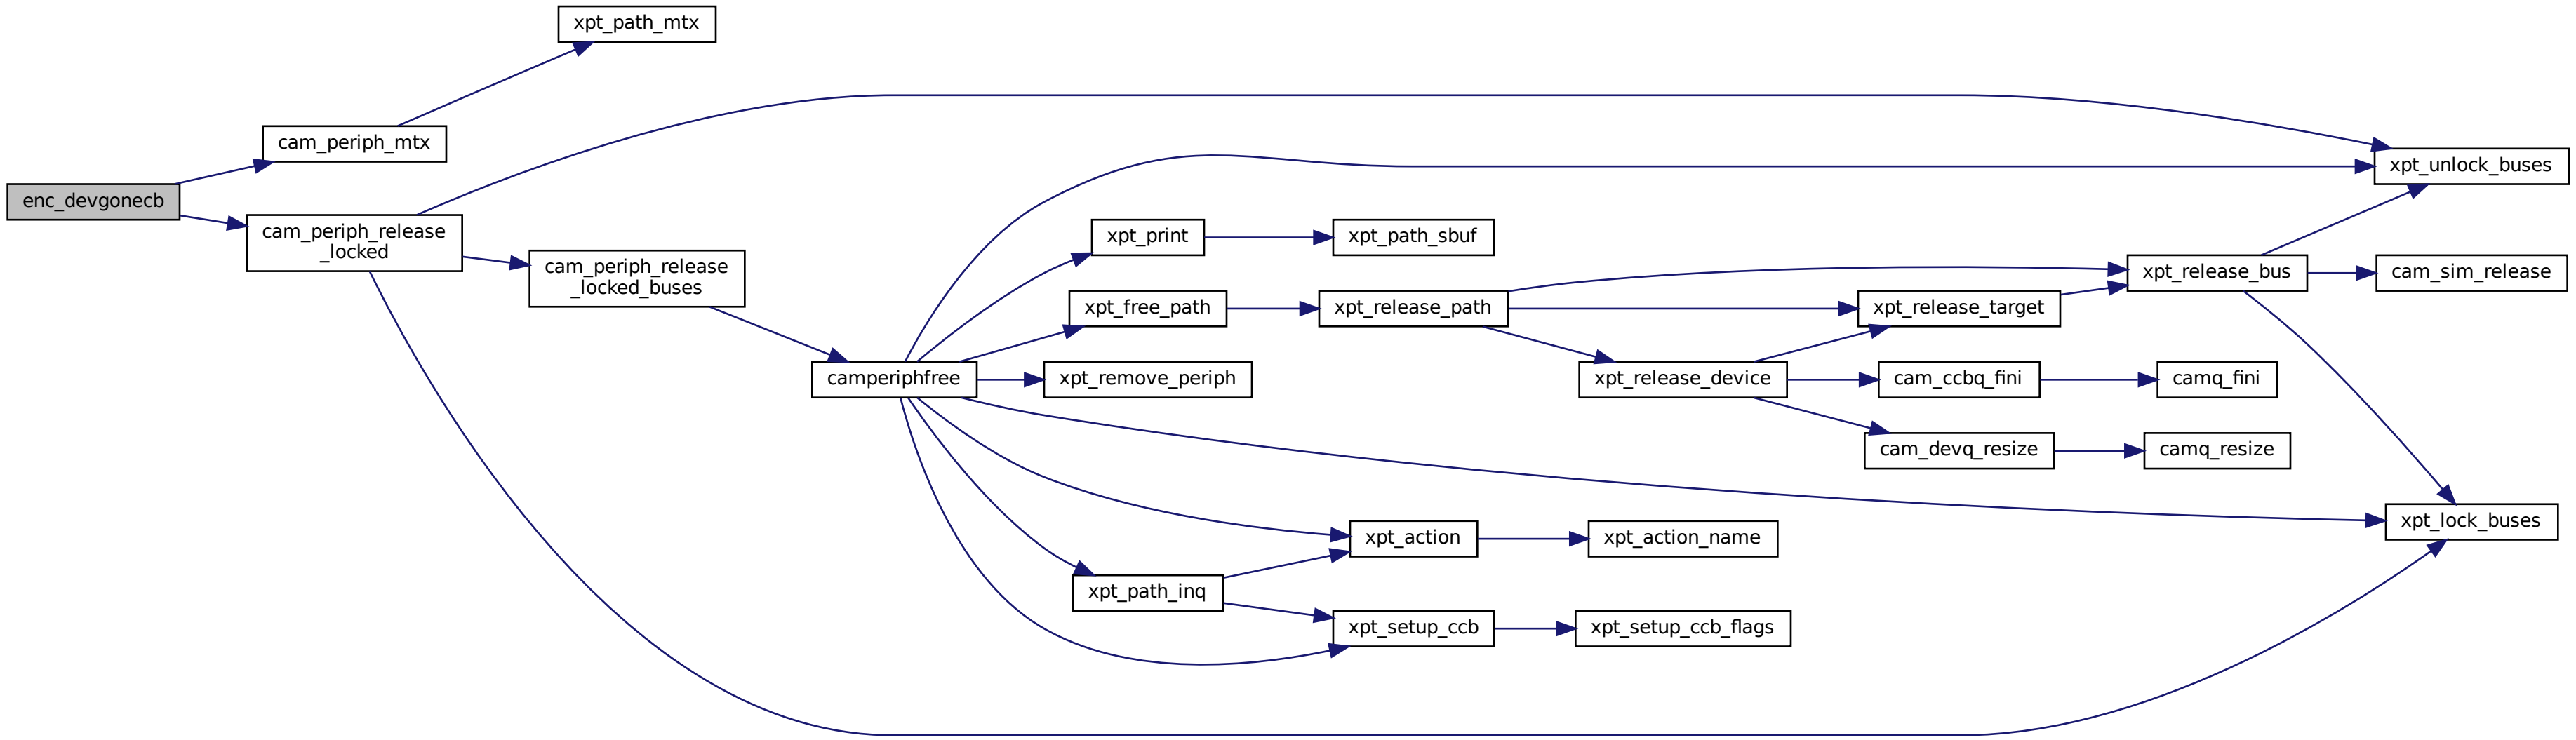 xpt_path_mtx
cam_periph_mtx
enc_devgonecb
cam_periph_release
_locked
cam_periph_release
_locked_buses
camperiphfree
xpt_print
xpt_path_sbuf
xpt_free_path
xpt_release_path
xpt_remove_periph
xpt_release_device
xpt_release_target
xpt_release_bus
xpt_unlock_buses
cam_sim_release
cam_ccbq_fini
camq_fini
cam_devq_resize
camq_resize
xpt_lock_buses
xpt_action
xpt_action_name
xpt_path_inq
xpt_setup_ccb
xpt_setup_ccb_flags